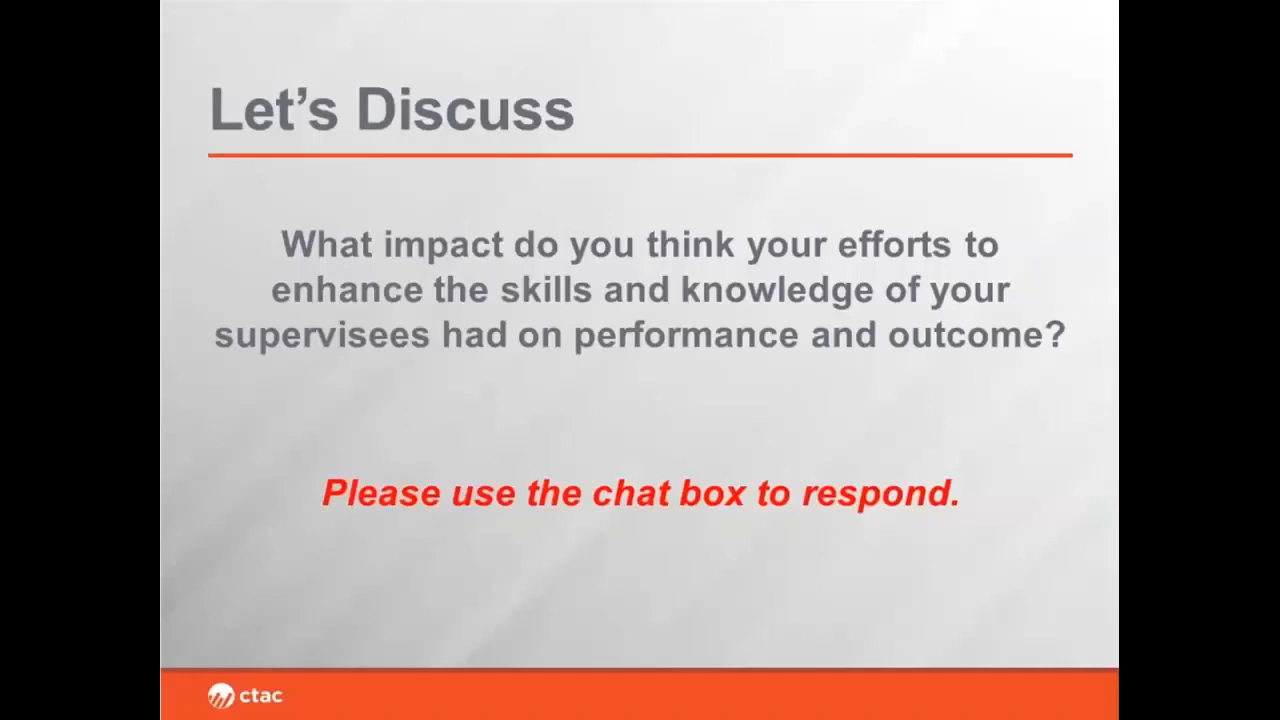 Let’s Discuss
What impact do you think your efforts to
enhance the skills and knowledge of your
supervisees had on performance and outcome?
Please use the chat box to respond.
ctac